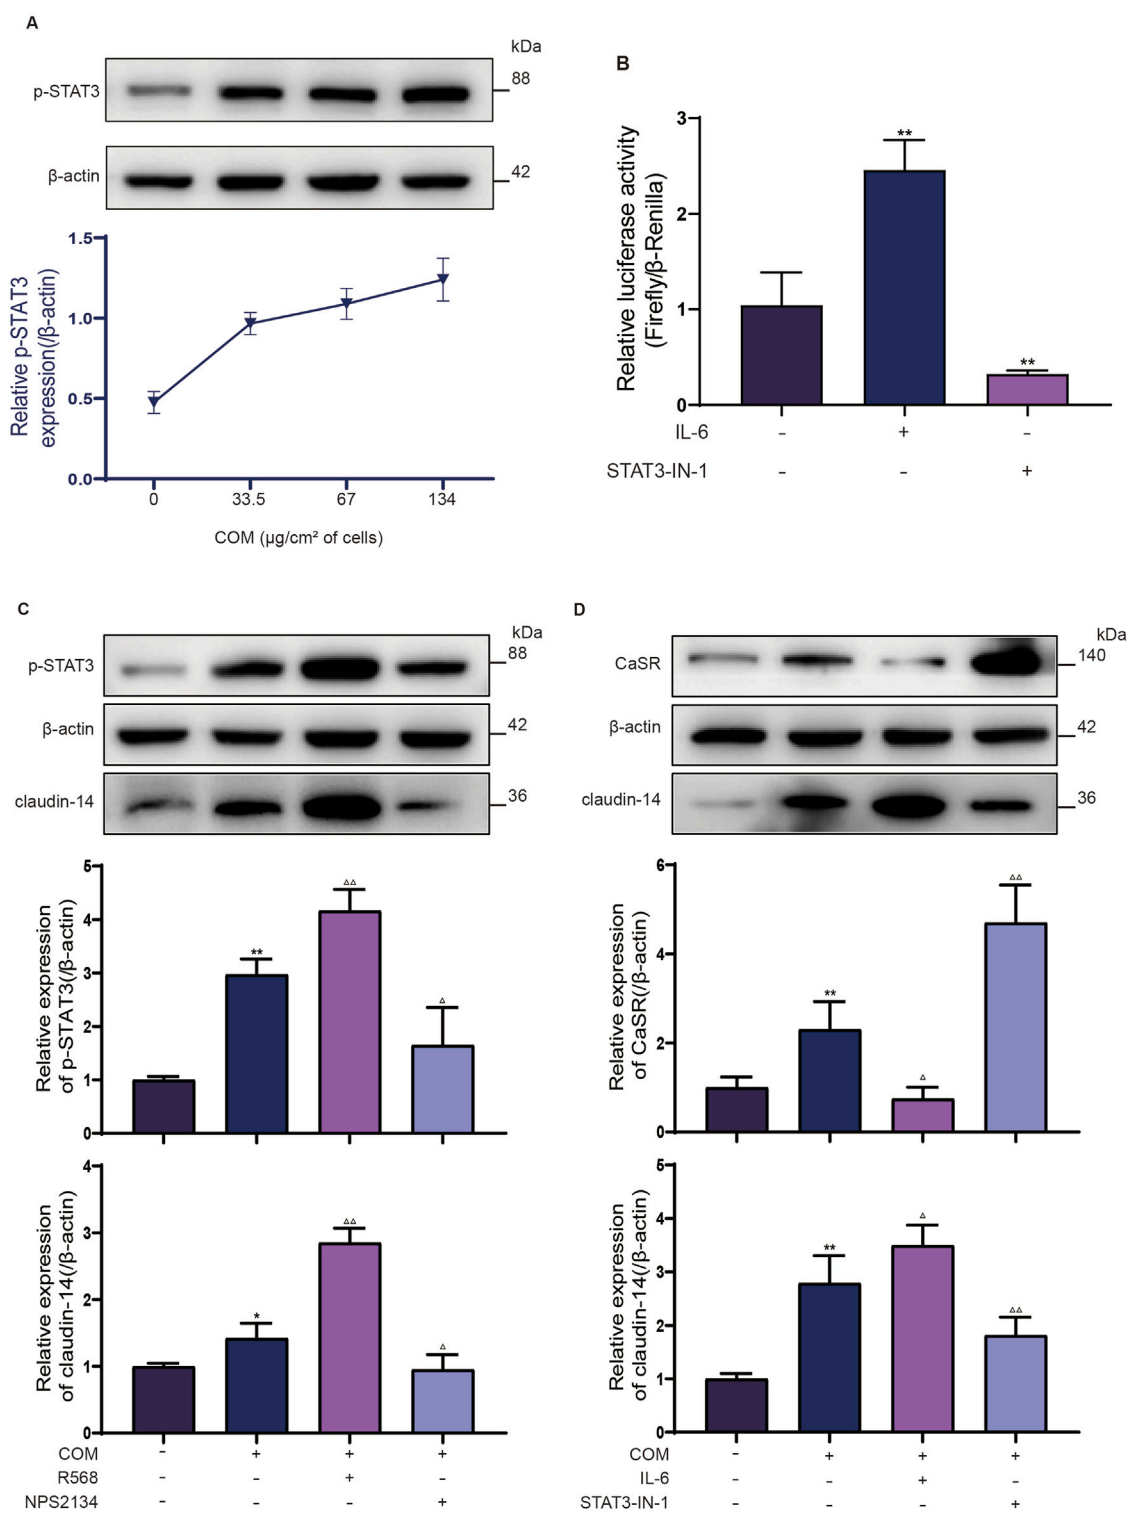 A
kDa
p-STAT3
88
β-actin
42
Relative p-STAT3
expression(/β-actin)
1.5
1.0
0.5
0.0
0 33.5 67 134
COM (μg/cm² of cells)
B
Relative luciferase activity
(Firefly/β-Renilla)
3
2
1
0
**
**
IL-6 - + -
STAT3-IN-1 - - +
C
kDa
p-STAT3
88
β-actin
42
claudin-14
36
Relative expression
of p-STAT3(/β-actin)
5
4
3
2
1
0
**
△△
△
Relative expression
of claudin-14(/β-actin)
4
3
2
1
0
*
△△
△
COM - + + +
R568 - - + -
NPS2134 - - - +
D
kDa
CaSR
140
β-actin
42
claudin-14
36
Relative expression
of CaSR(/β-actin)
6
4
2
0
**
△
△△
Relative expression
of claudin-14(/β-actin)
5
4
3
2
1
0
**
△
△△
COM - + + +
IL-6 - - + -
STAT3-IN-1 - - - +